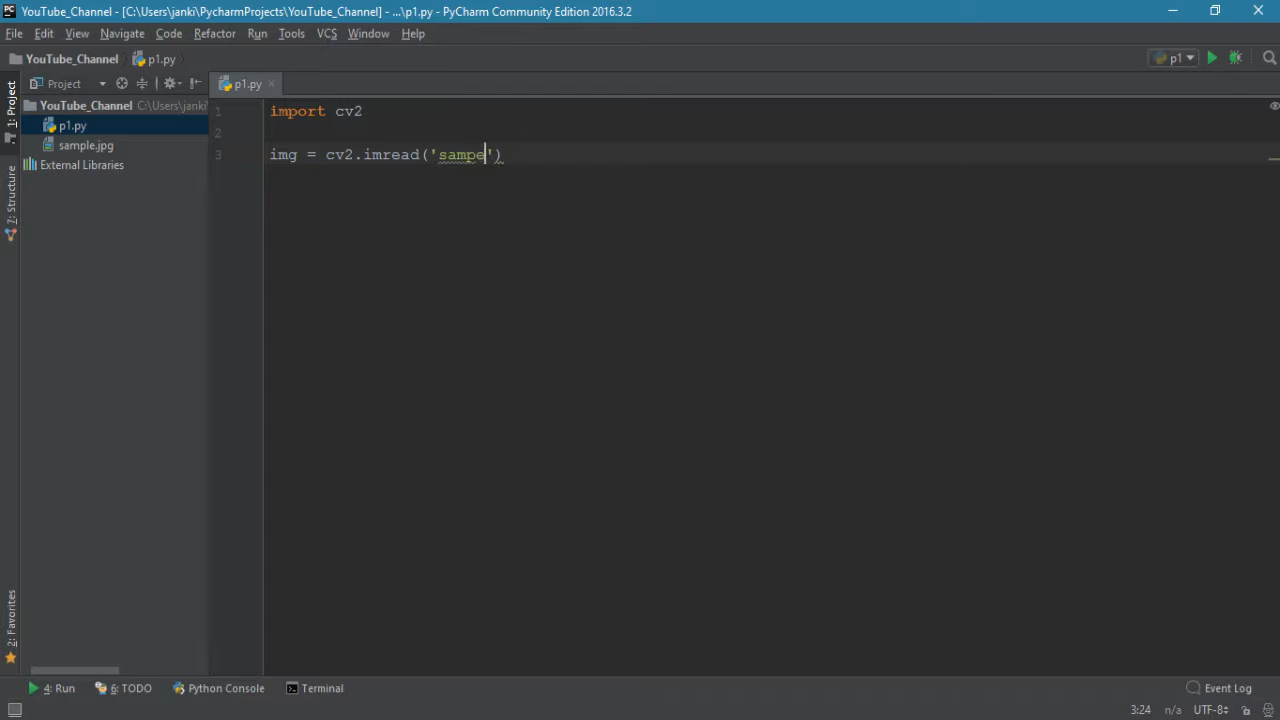 YouTube_Channel - [C:\Users\janki\PycharmProjects\YouTube_Channel] - ...\p1.py - PyCharm Community Edition 2016.3.2
File Edit View Navigate Code Refactor Run Tools VCS Window Help
YouTube_Channel p1.py p1
Project p1.py
1: Project
YouTube_Channel C:\Users\janki\
p1.py
sample.jpg
External Libraries
7: Structure
2: Favorites
1 import cv2
2
3 img = cv2.imread('sampe')
4: Run 6: TODO Python Console Terminal Event Log
3:24 n/a UTF-8